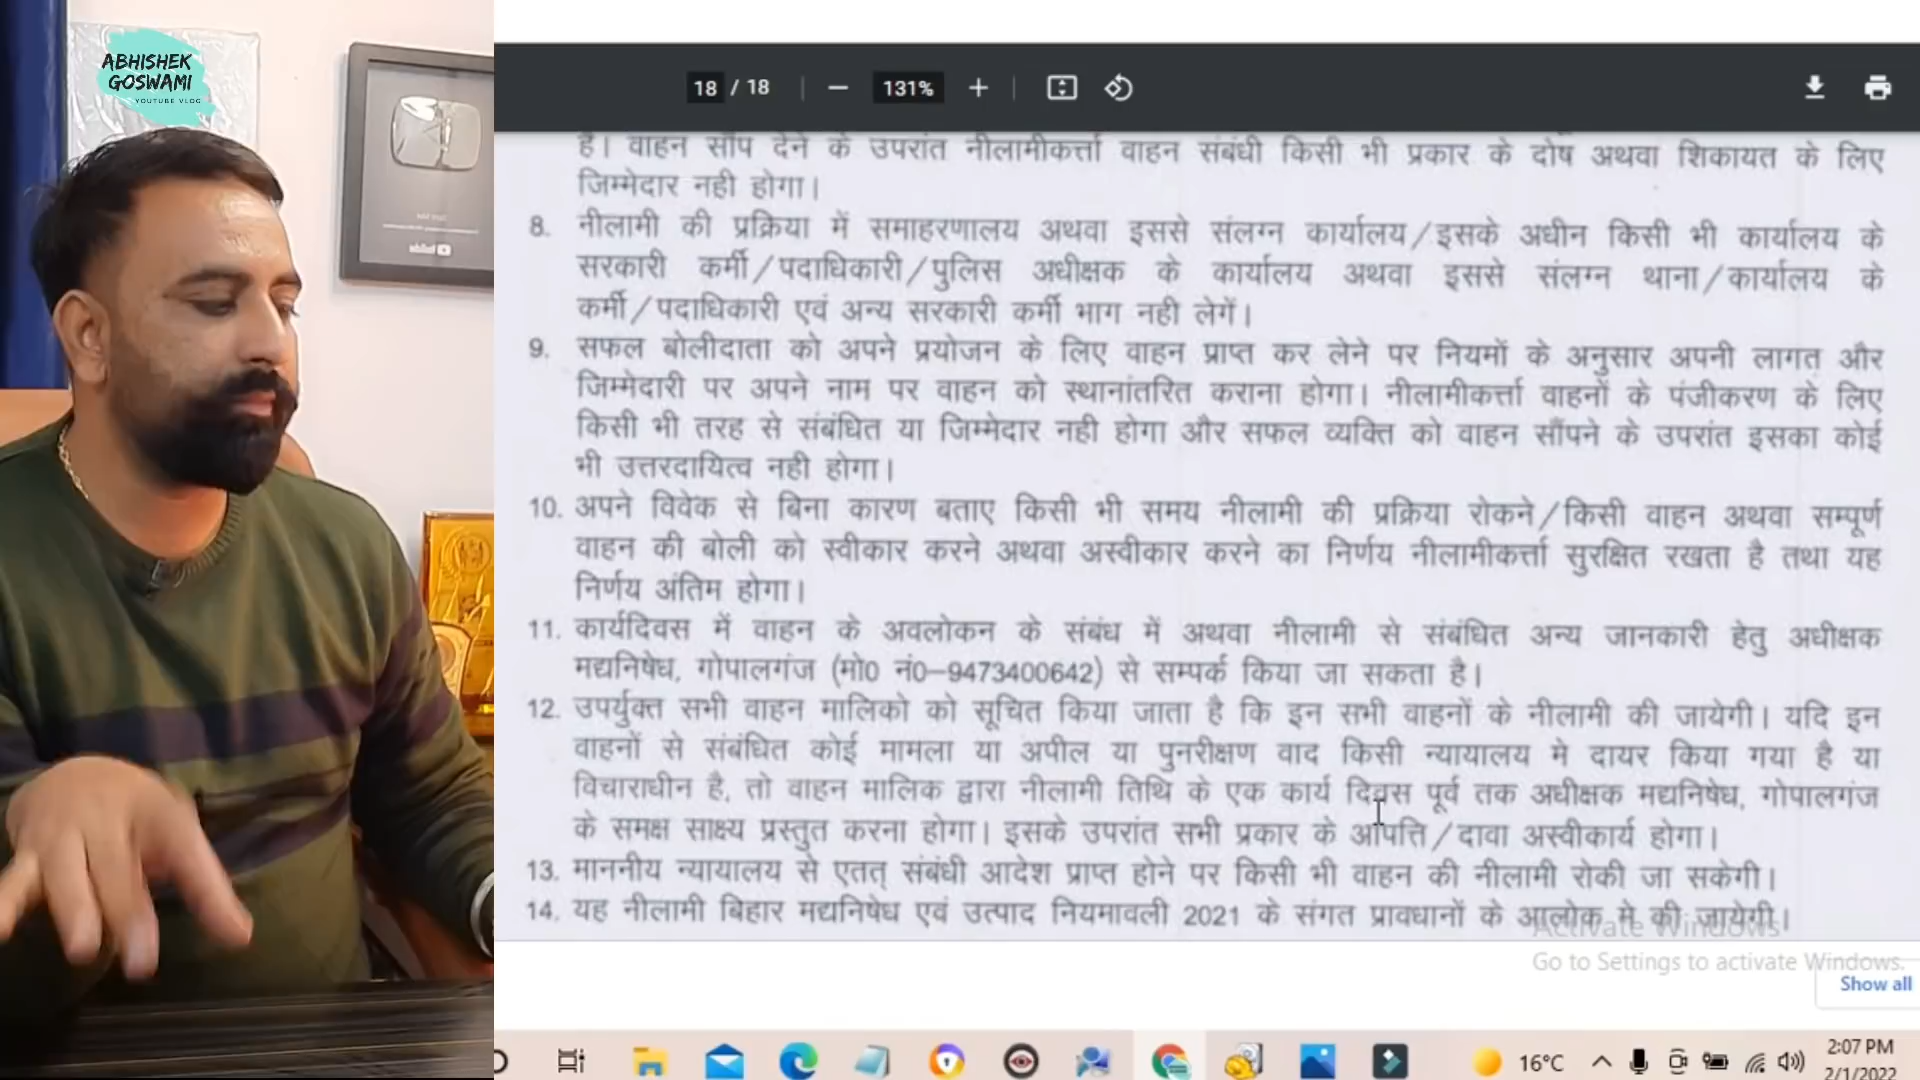 ABHISHEK
GOSWAMI
YOUTUBE VLOG
18 / 18
131%
है। वाहन सौंप देने के उपरांत नीलामीकर्त्ता वाहन संबंधी किसी भी प्रकार के दोष अथवा शिकायत के लिए
जिम्मेदार नही होगा।
8. नीलामी की प्रक्रिया में समाहरणालय अथवा इससे संलग्न कार्यालय/इसके अधीन किसी भी कार्यालय के
सरकारी कर्मी/पदाधिकारी/पुलिस अधीक्षक के कार्यालय अथवा इससे संलग्न थाना/कार्यालय के
कर्मी/पदाधिकारी एवं अन्य सरकारी कर्मी भाग नही लेगें।
9. सफल बोलीदाता को अपने प्रयोजन के लिए वाहन प्राप्त कर लेने पर नियमों के अनुसार अपनी लागत और
जिम्मेदारी पर अपने नाम पर वाहन को स्थानांतरित कराना होगा। नीलामीकर्त्ता वाहनों के पंजीकरण के लिए
किसी भी तरह से संबंधित या जिम्मेदार नही होगा और सफल व्यक्ति को वाहन सौंपने के उपरांत इसका कोई
भी उत्तरदायित्व नही होगा।
10. अपने विवेक से बिना कारण बताए किसी भी समय नीलामी की प्रक्रिया रोकने/किसी वाहन अथवा सम्पूर्ण
वाहन की बोली को स्वीकार करने अथवा अस्वीकार करने का निर्णय नीलामीकर्त्ता सुरक्षित रखता है तथा यह
निर्णय अंतिम होगा।
11. कार्यदिवस में वाहन के अवलोकन के संबंध में अथवा नीलामी से संबंधित अन्य जानकारी हेतु अधीक्षक
मद्यनिषेध, गोपालगंज (मो0 नं0–9473400642) से सम्पर्क किया जा सकता है।
12. उपर्युक्त सभी वाहन मालिको को सूचित किया जाता है कि इन सभी वाहनों के नीलामी की जायेगी। यदि इन
वाहनों से संबंधित कोई मामला या अपील या पुनरीक्षण वाद किसी न्यायालय मे दायर किया गया है या
विचाराधीन है, तो वाहन मालिक द्वारा नीलामी तिथि के एक कार्य दिवस पूर्व तक अधीक्षक मद्यनिषेध, गोपालगंज
के समक्ष साक्ष्य प्रस्तुत करना होगा। इसके उपरांत सभी प्रकार के आपत्ति/दावा अस्वीकार्य होगा।
13. माननीय न्यायालय से एतत् संबंधी आदेश प्राप्त होने पर किसी भी वाहन की नीलामी रोकी जा सकेगी।
14. यह नीलामी बिहार मद्यनिषेध एवं उत्पाद नियमावली 2021 के संगत प्रावधानों के आलोक मे की जायेगी।
Activate Windows
Go to Settings to activate Windows.
Show all
16°C
2:07 PM
2/1/2022